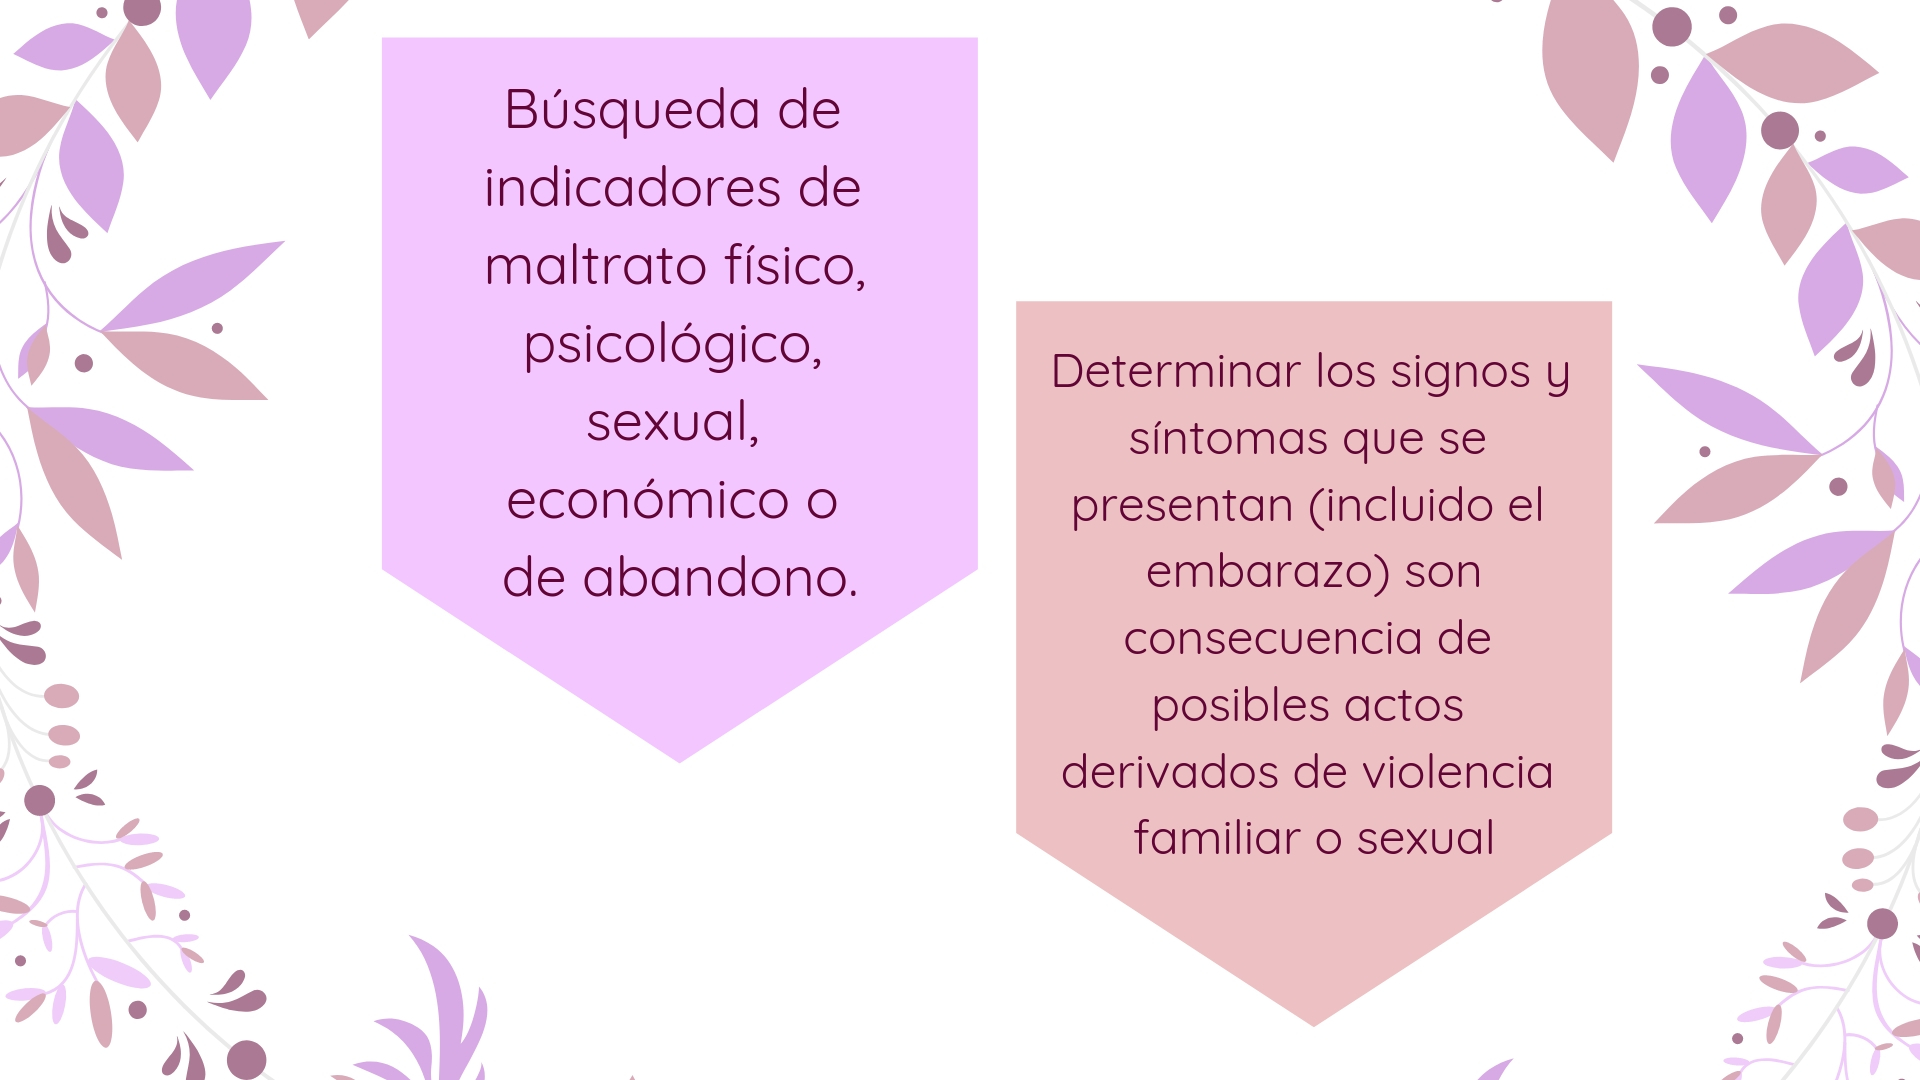 Búsqueda de
indicadores de
maltrato físico,
psicológico,
sexual,
económico o
de abandono.
Determinar los signos y
síntomas que se
presentan (incluido el
embarazo) son
consecuencia de
posibles actos
derivados de violencia
familiar o sexual